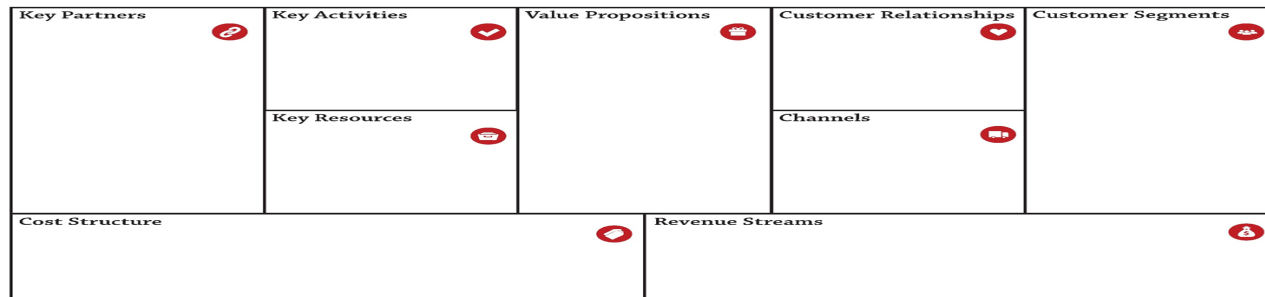 Key Partners
Key Activities
Value Propositions
Customer Relationships
Customer Segments
Key Resources
Channels
Cost Structure
Revenue Streams